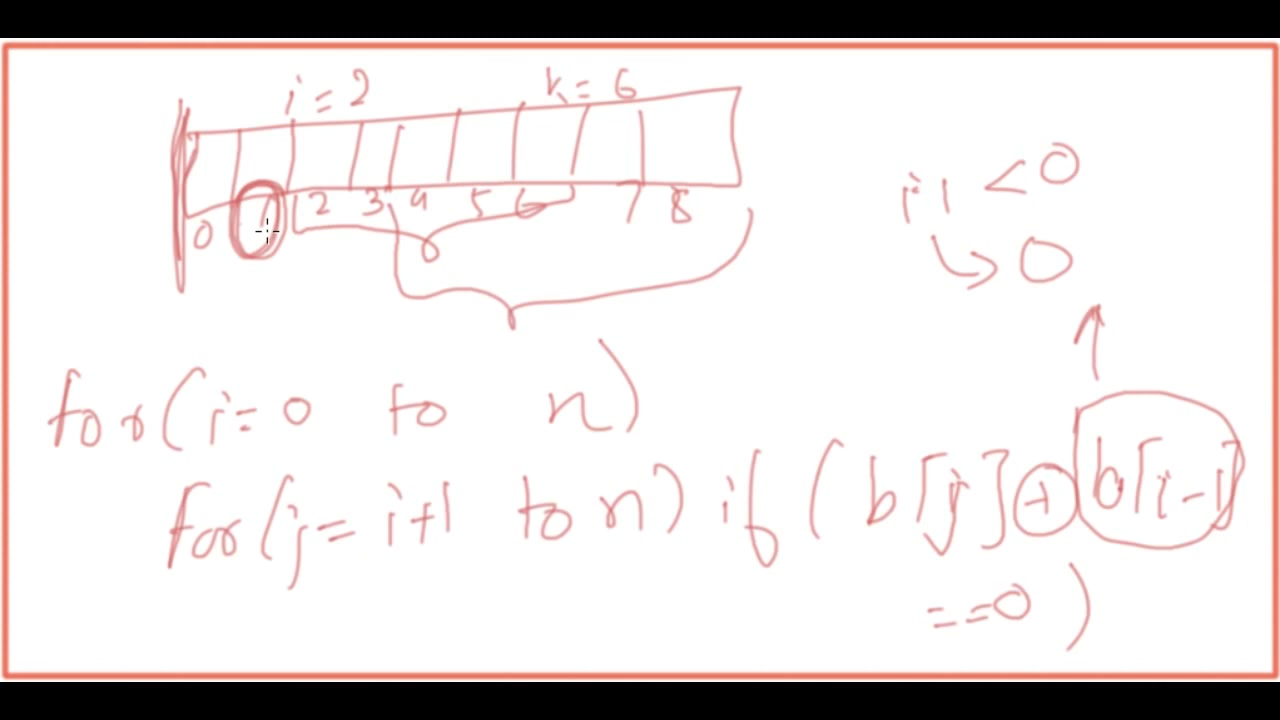 i = 2 k = 6
0 1 2 3 4 5 6 7 8
i-1 < 0
0
for(i=0 to n)
for(j=i+1 to n) if(b[j]+b[i-1]
==0)